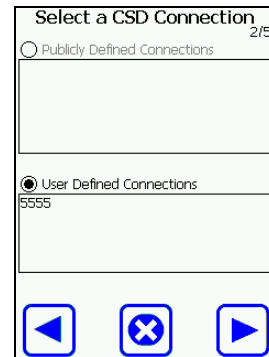 Select a CSD Connection
2/5
Publicly Defined Connections
User Defined Connections
5555